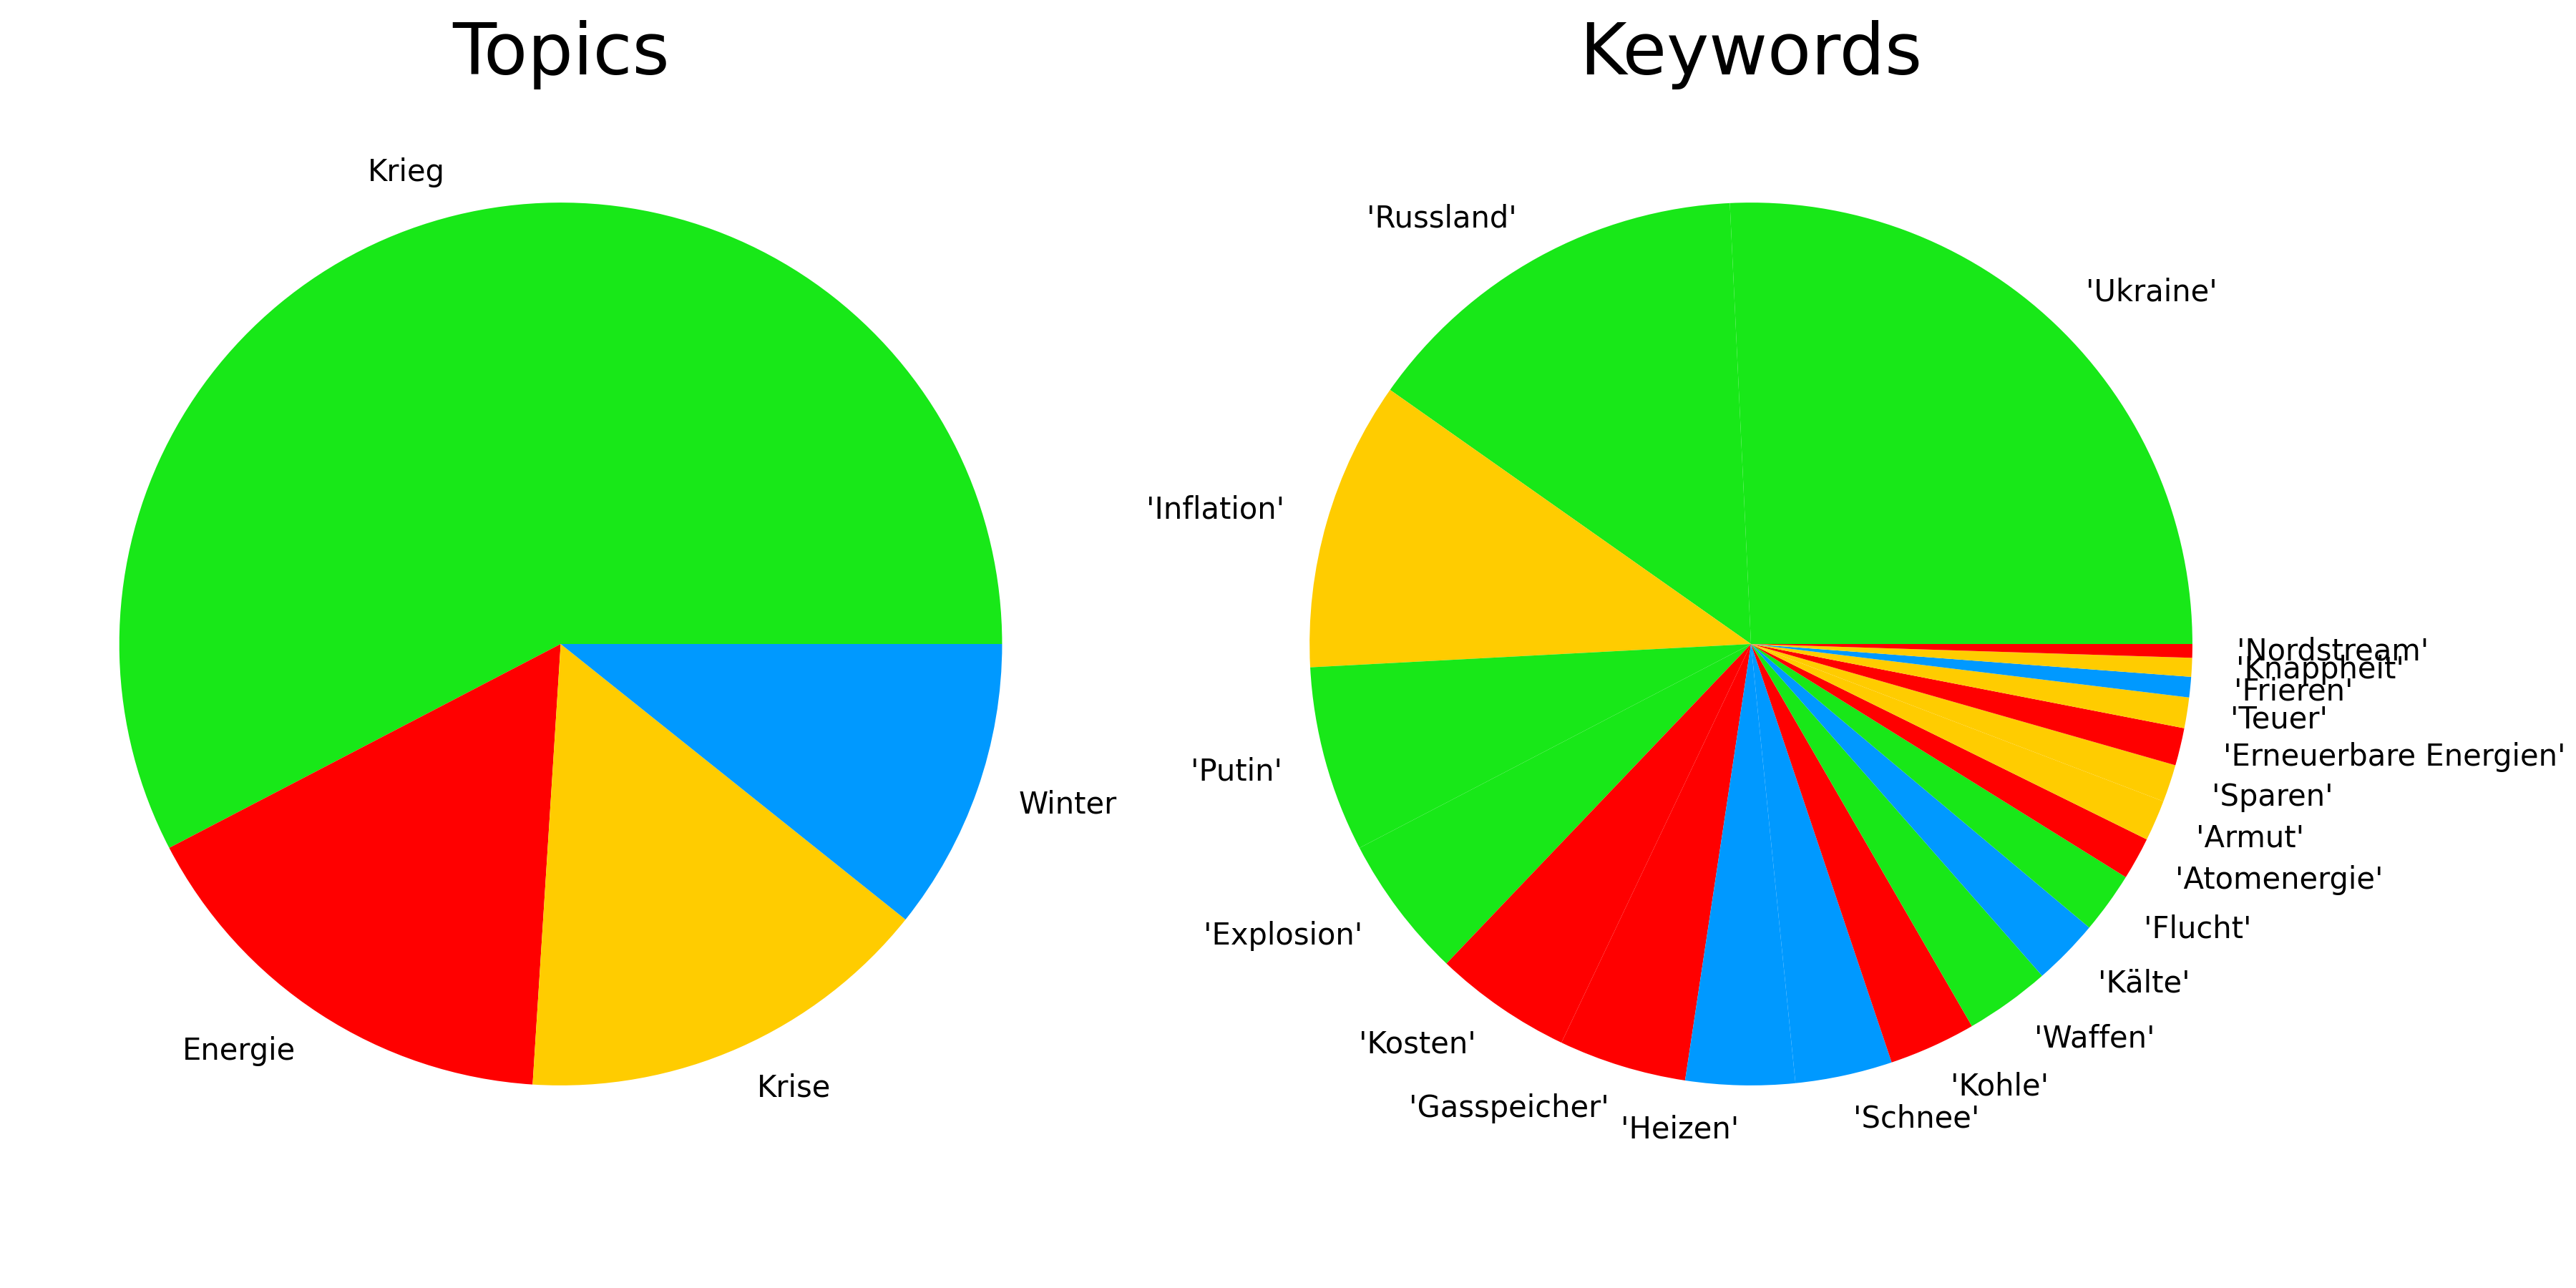 Topics
Keywords
Krieg
Energie
Krise
Winter
'Ukraine'
'Russland'
'Inflation'
'Putin'
'Explosion'
'Kosten'
'Gasspeicher'
'Heizen'
'Schnee'
'Kohle'
'Waffen'
'Kälte'
'Flucht'
'Atomenergie'
'Armut'
'Sparen'
'Erneuerbare Energien'
'Teuer'
'Frieren'
'Knappheit'
'Nordstream'